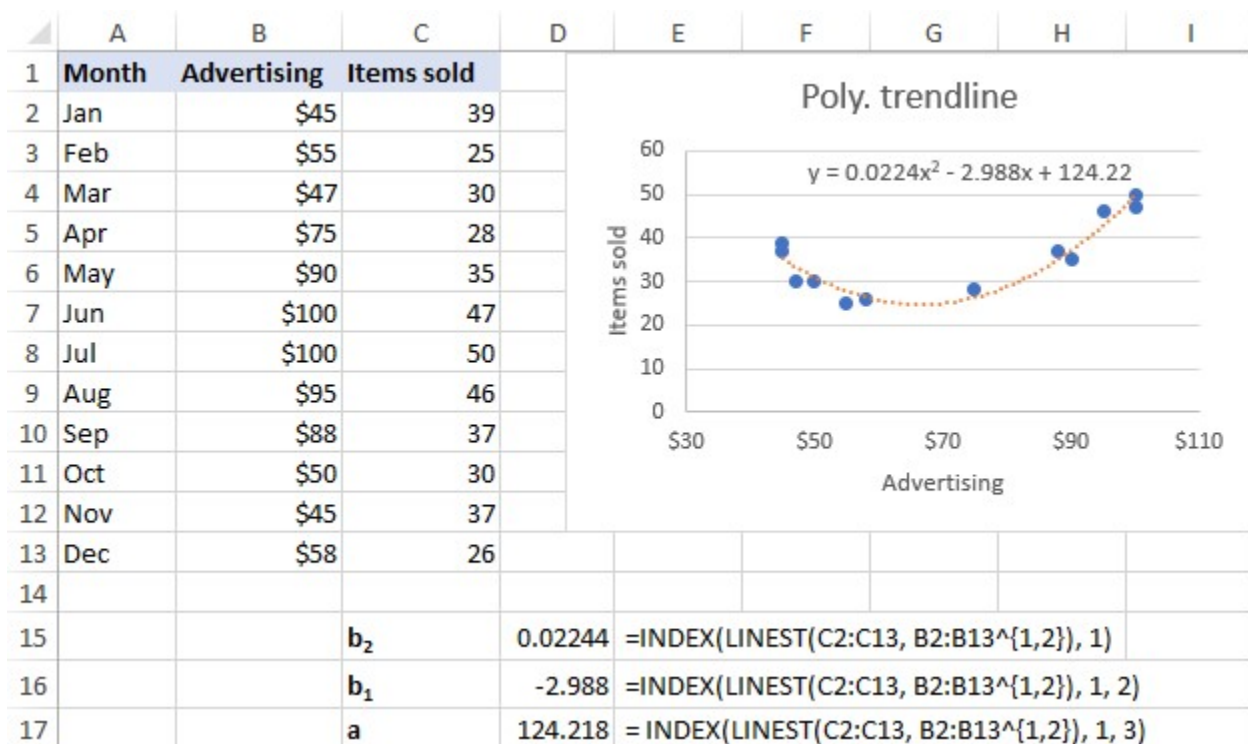 A B C D E F G H I
1 Month Advertising Items sold
2 Jan $45 39
3 Feb $55 25
4 Mar $47 30
5 Apr $75 28
6 May $90 35
7 Jun $100 47
8 Jul $100 50
9 Aug $95 46
10 Sep $88 37
11 Oct $50 30
12 Nov $45 37
13 Dec $58 26
14
15 b₂ 0.02244 =INDEX(LINEST(C2:C13, B2:B13^{1,2}), 1)
16 b₁ -2.988 =INDEX(LINEST(C2:C13, B2:B13^{1,2}), 1, 2)
17 a 124.218 = INDEX(LINEST(C2:C13, B2:B13^{1,2}), 1, 3)
Poly. trendline
y = 0.0224x² - 2.988x + 124.22
Items sold
60
50
40
30
20
10
0
$30 $50 $70 $90 $110
Advertising